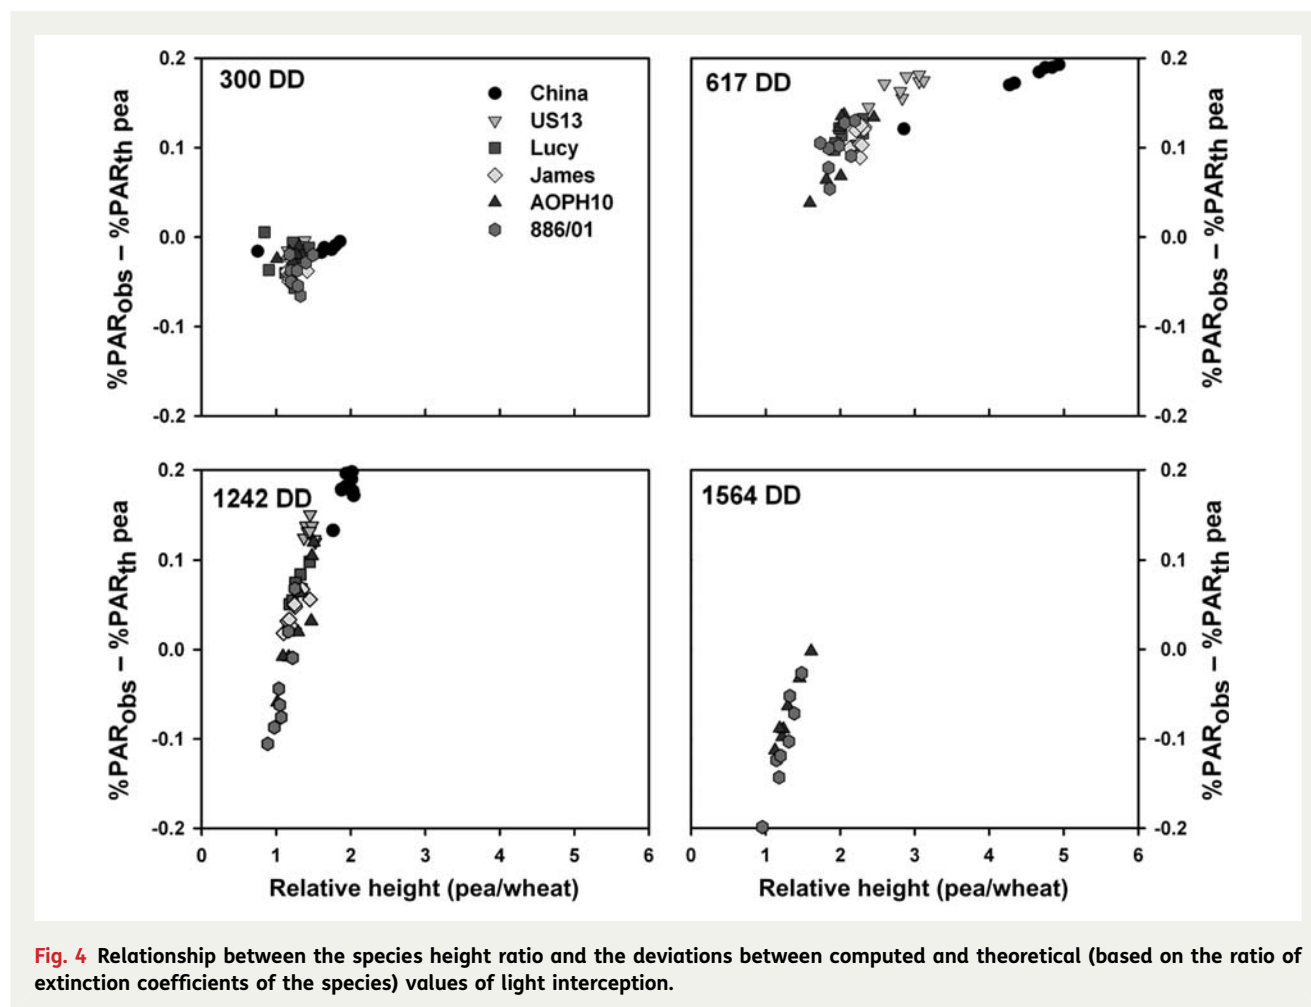 300 DD
China
US13
Lucy
James
AOPH10
886/01
%PARobs – %PARth pea
0.2
0.1
0.0
-0.1
-0.2
617 DD
0.2
0.1
0.0
-0.1
-0.2
%PARobs – %PARth pea
1242 DD
%PARobs – %PARth pea
0.2
0.1
0.0
-0.1
-0.2
0 1 2 3 4 5 6
Relative height (pea/wheat)
1564 DD
0.2
0.1
0.0
-0.1
-0.2
%PARobs – %PARth pea
0 1 2 3 4 5 6
Relative height (pea/wheat)
Fig. 4 Relationship between the species height ratio and the deviations between computed and theoretical (based on the ratio of
extinction coefficients of the species) values of light interception.